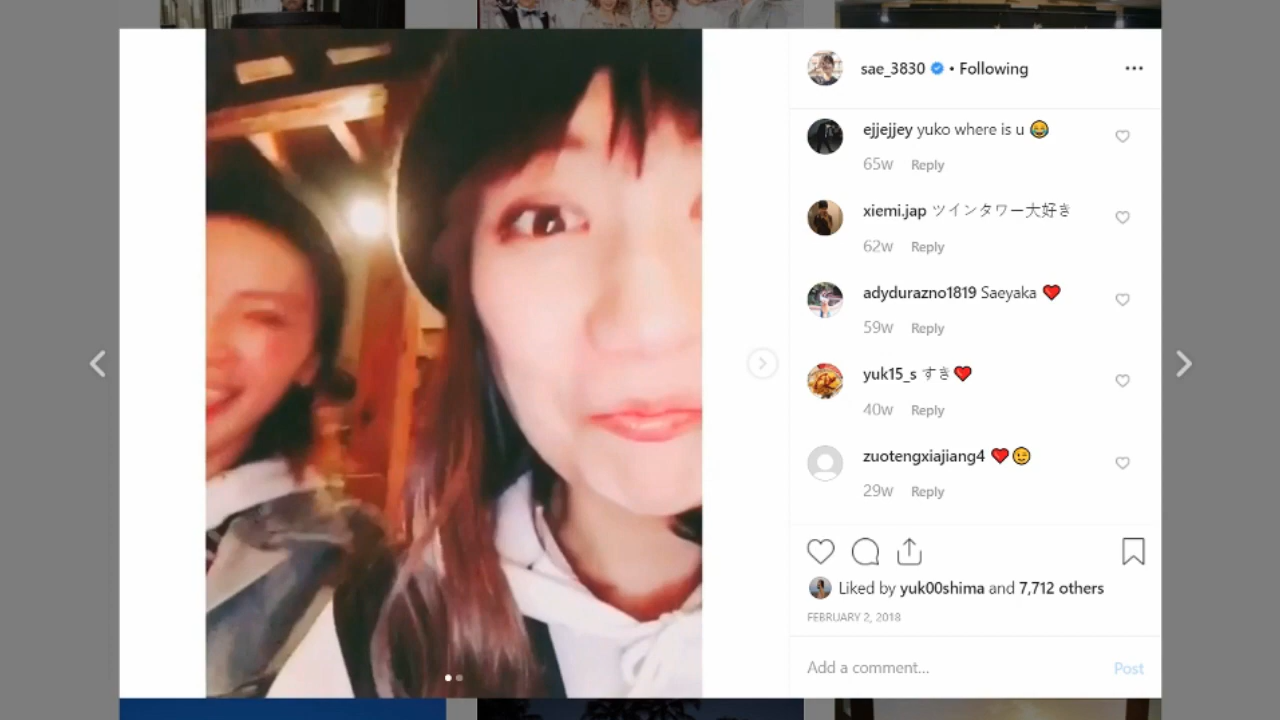 sae_3830 • Following
ejjejjey yuko where is u 😂
65w Reply
xiemi.jap ツインタワー大好き
62w Reply
adydurazno1819 Saeyaka ❤️
59w Reply
yuk15_s すき❤️
40w Reply
zuotengxiajiang4 ❤️😉
29w Reply
Liked by yuk00shima and 7,712 others
FEBRUARY 2, 2018
Add a comment... Post